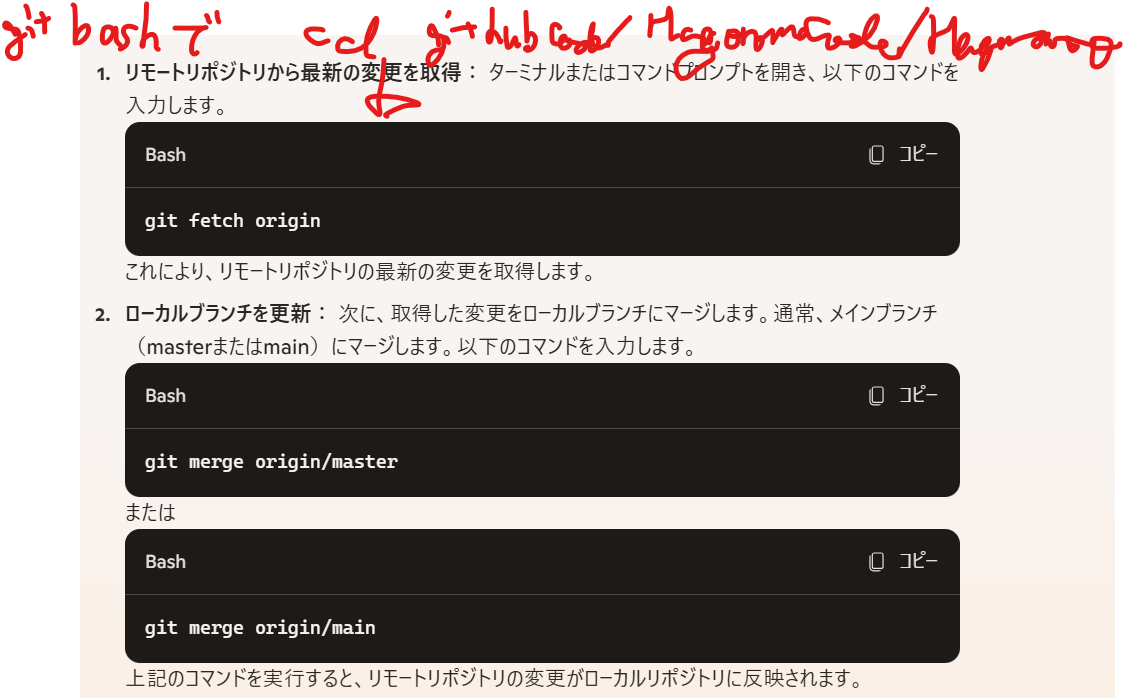 git bash で cd githubCode/
1. リモートリポジトリから最新の変更を取得： ターミナルまたはコマンドプロンプトを開き、以下のコマンドを
入力します。
Bash コピー
git fetch origin
これにより、リモートリポジトリの最新の変更を取得します。
2. ローカルブランチを更新： 次に、取得した変更をローカルブランチにマージします。通常、メインブランチ
（masterまたはmain）にマージします。以下のコマンドを入力します。
Bash コピー
git merge origin/master
または
Bash コピー
git merge origin/main
上記のコマンドを実行すると、リモートリポジトリの変更がローカルリポジトリに反映されます。